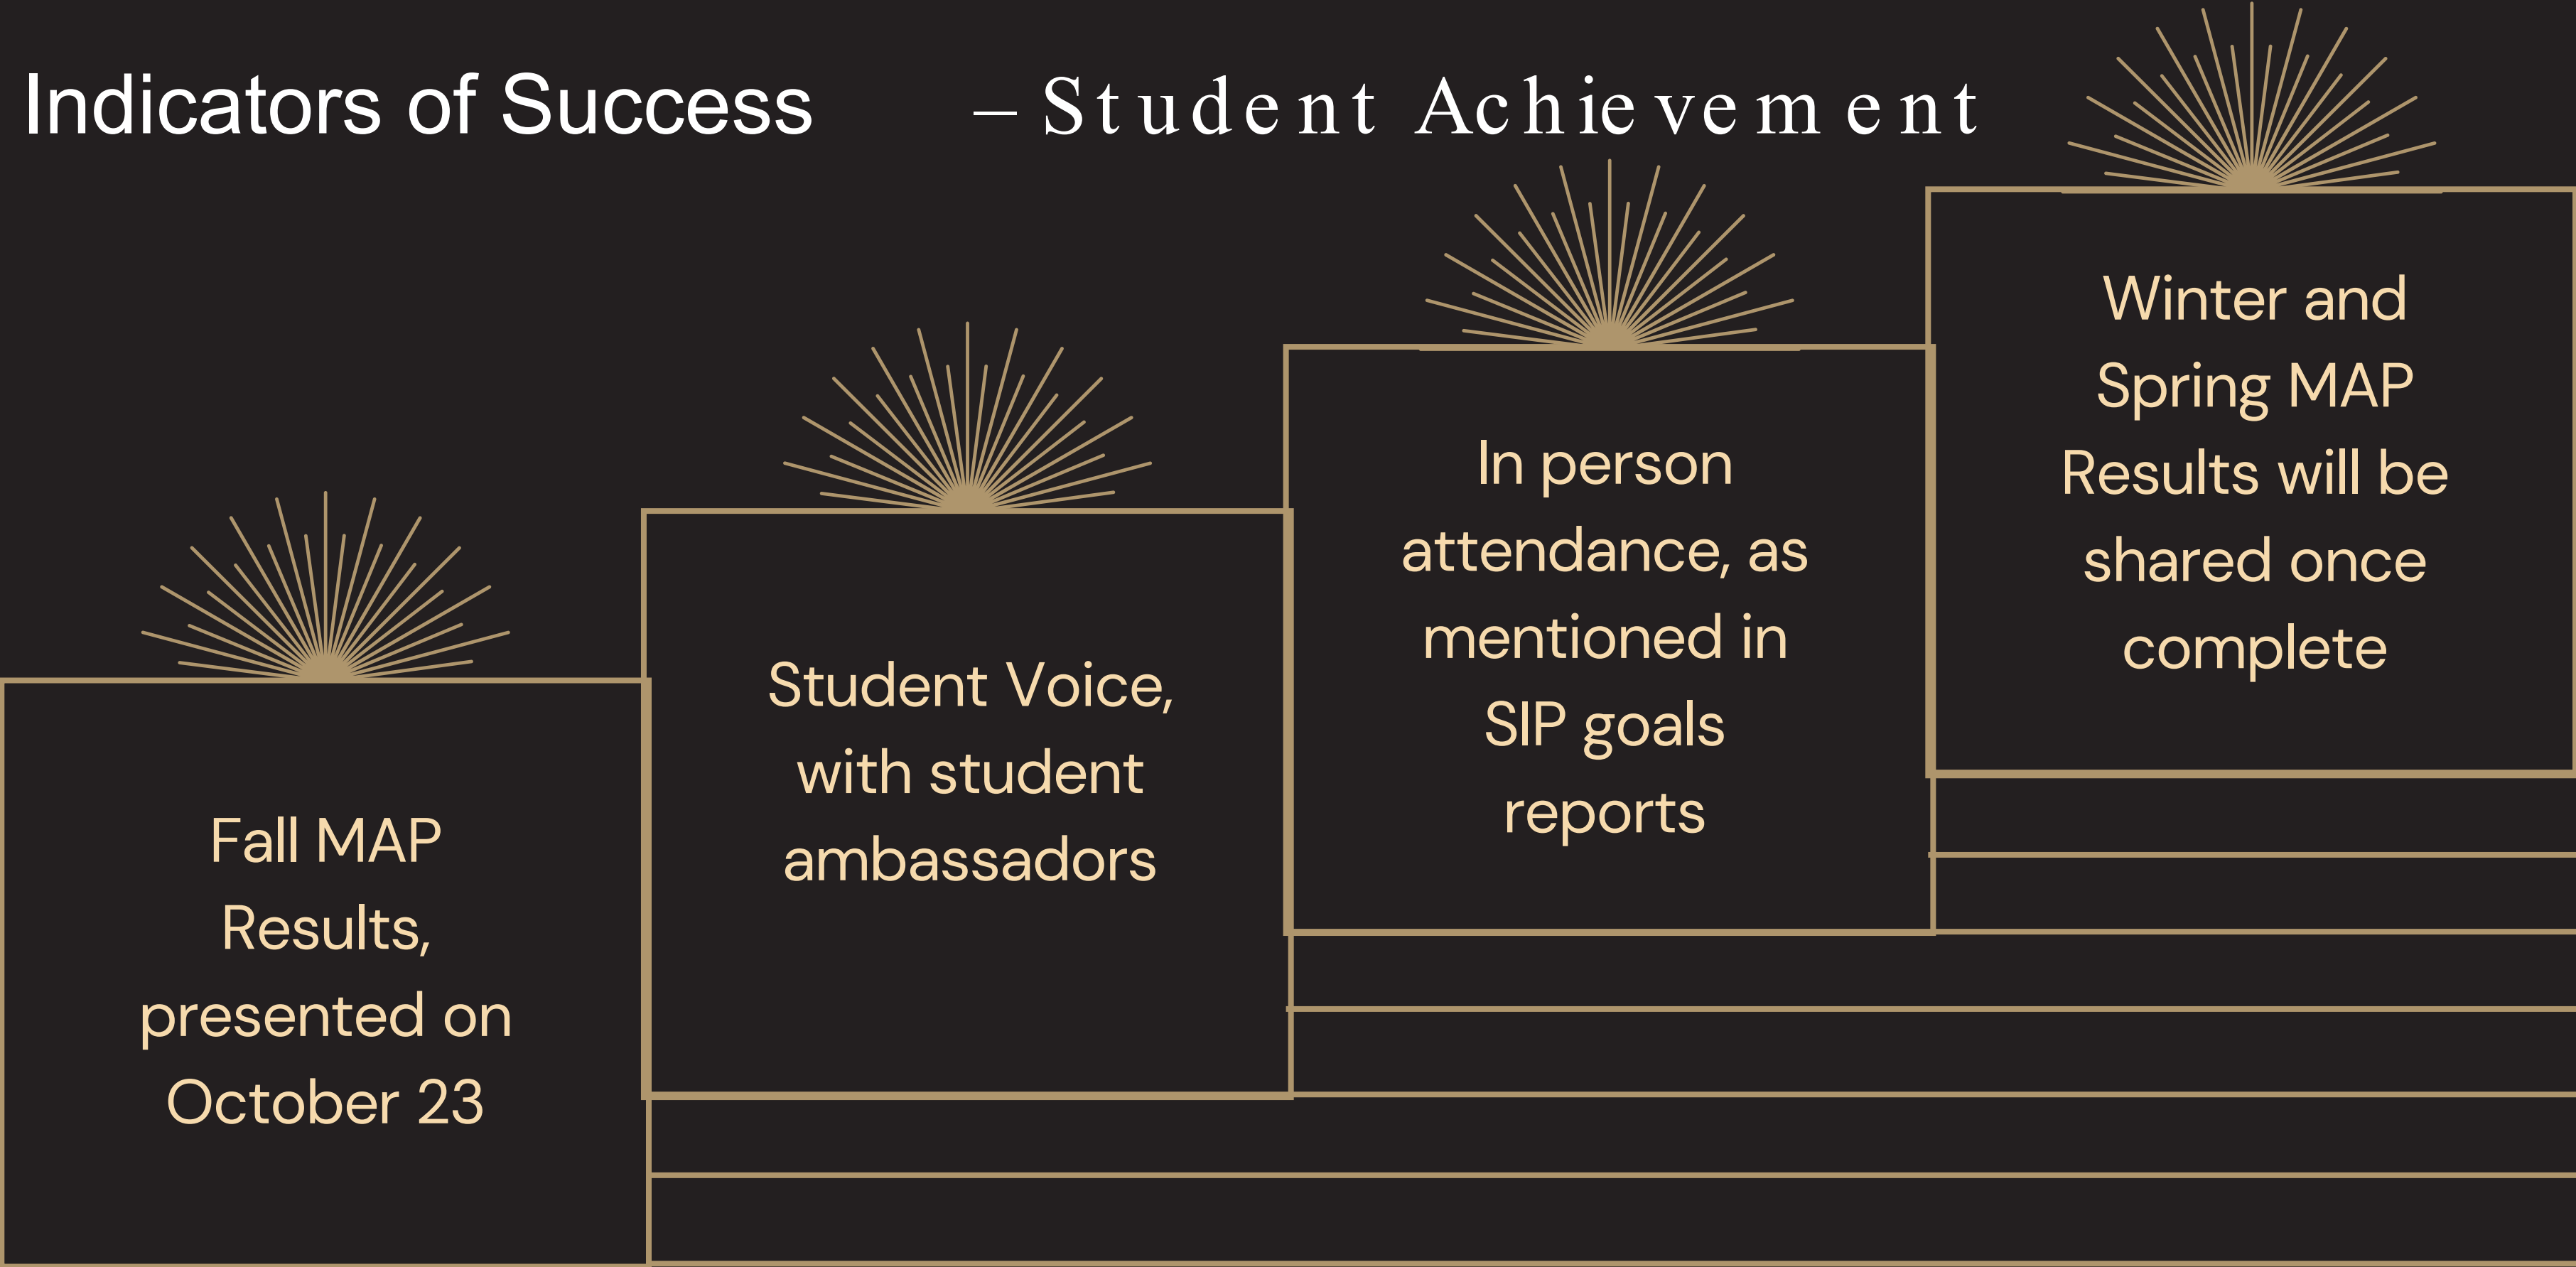 Indicators of Success – Student Achievement
Fall MAP
Results,
presented on
October 23
Student Voice,
with student
ambassadors
In person
attendance, as
mentioned in
SIP goals
reports
Winter and
Spring MAP
Results will be
shared once
complete